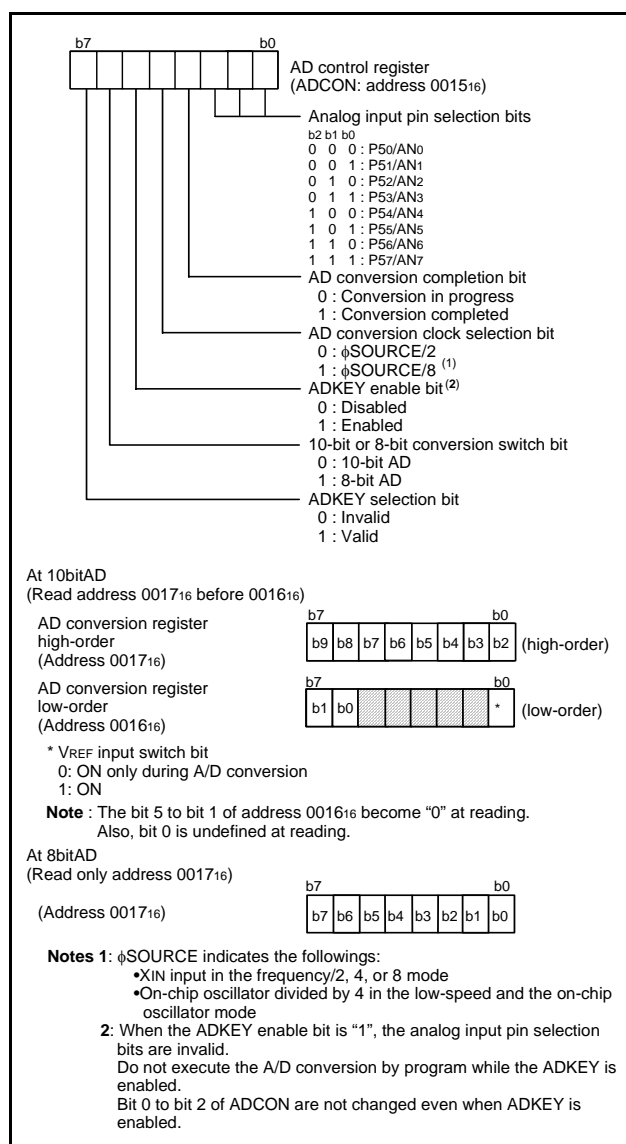 b7 b0
AD control register
(ADCON: address 001516)
Analog input pin selection bits
b2 b1 b0
0 0 0 : P50/AN0
0 0 1 : P51/AN1
0 1 0 : P52/AN2
0 1 1 : P53/AN3
1 0 0 : P54/AN4
1 0 1 : P55/AN5
1 1 0 : P56/AN6
1 1 1 : P57/AN7
AD conversion completion bit
0 : Conversion in progress
1 : Conversion completed
AD conversion clock selection bit
0 : ϕSOURCE/2
1 : ϕSOURCE/8 (1)
ADKEY enable bit (2)
0 : Disabled
1 : Enabled
10-bit or 8-bit conversion switch bit
0 : 10-bit AD
1 : 8-bit AD
ADKEY selection bit
0 : Invalid
1 : Valid
At 10bitAD
(Read address 001716 before 001616)
b7 b0
AD conversion register
high-order
(Address 001716)
b9 b8 b7 b6 b5 b4 b3 b2 (high-order)
b7 b0
AD conversion register
low-order
(Address 001616)
b1 b0 * (low-order)
* VREF input switch bit
0: ON only during A/D conversion
1: ON
Note : The bit 5 to bit 1 of address 001616 become “0” at reading.
Also, bit 0 is undefined at reading.
At 8bitAD
(Read only address 001716)
b7 b0
(Address 001716)
b7 b6 b5 b4 b3 b2 b1 b0
Notes 1: ϕSOURCE indicates the followings:
•XIN input in the frequency/2, 4, or 8 mode
•On-chip oscillator divided by 4 in the low-speed and the on-chip
oscillator mode
2: When the ADKEY enable bit is “1”, the analog input pin selection
bits are invalid.
Do not execute the A/D conversion by program while the ADKEY is
enabled.
Bit 0 to bit 2 of ADCON are not changed even when ADKEY is
enabled.